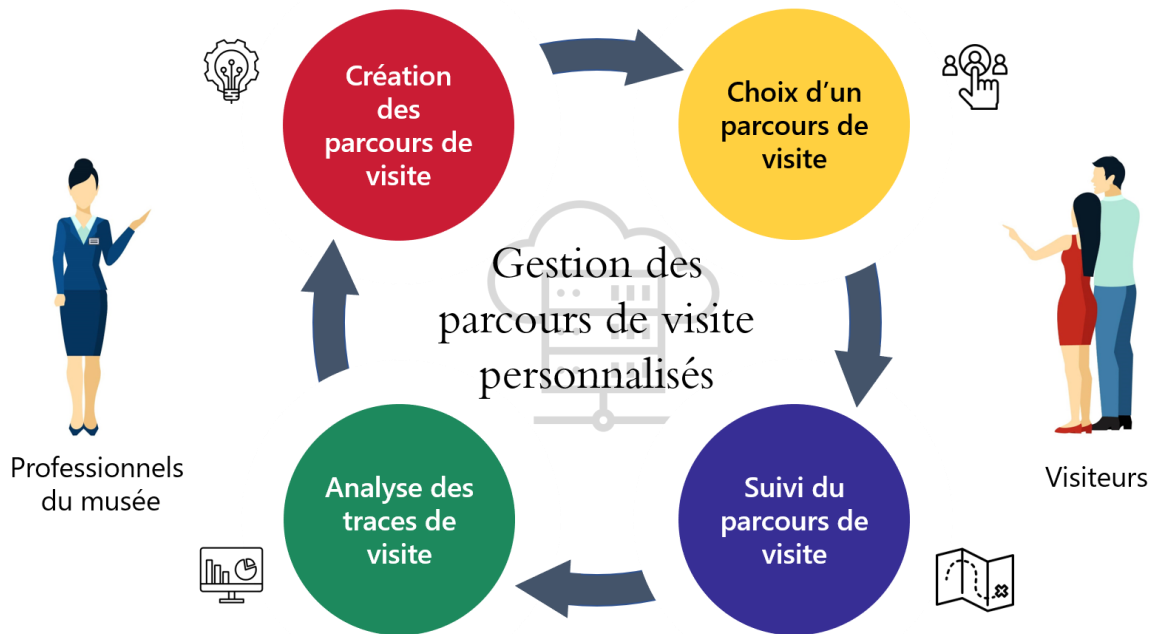 Création
des
parcours de
visite
Choix d’un
parcours de
visite
Gestion des
parcours de visite
personnalisés
Professionnels
du musée
Visiteurs
Analyse des
traces de
visite
Suivi du
parcours de
visite